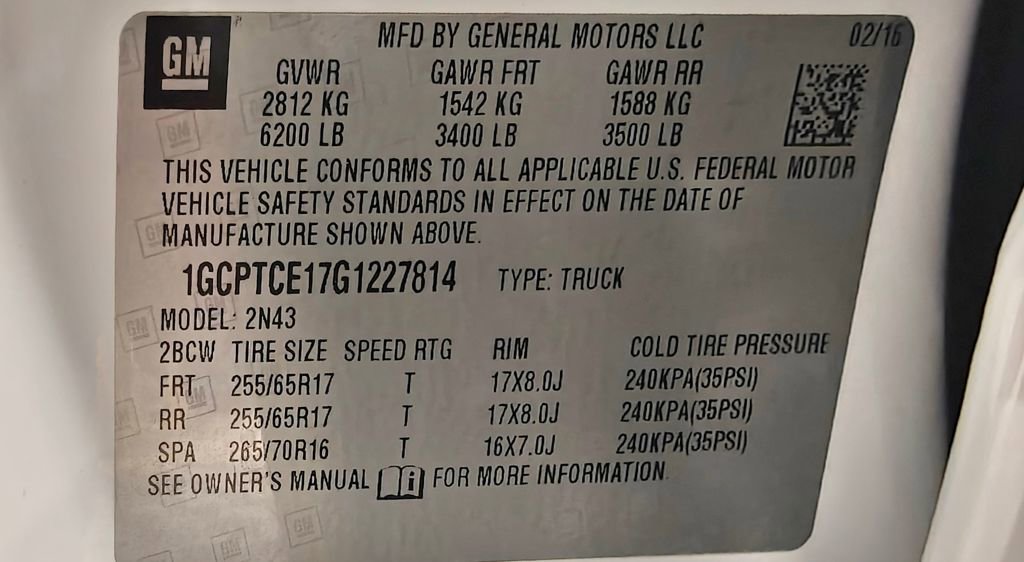 GM MFD BY GENERAL MOTORS LLC 02/16
GVWR GAWR FRT GAWR RR
2812 KG 1542 KG 1588 KG
6200 LB 3400 LB 3500 LB
THIS VEHICLE CONFORMS TO ALL APPLICABLE U.S. FEDERAL MOTOR
VEHICLE SAFETY STANDARDS IN EFFECT ON THE DATE OF
MANUFACTURE SHOWN ABOVE.
1GCPTCE17G1227814 TYPE: TRUCK
MODEL: 2N43
2BCW TIRE SIZE SPEED RTG RIM COLD TIRE PRESSURE
FRT 255/65R17 T 17X8.0J 240KPA(35PSI)
RR 255/65R17 T 17X8.0J 240KPA(35PSI)
SPA 265/70R16 T 16X7.0J 240KPA(35PSI)
SEE OWNER'S MANUAL FOR MORE INFORMATION.